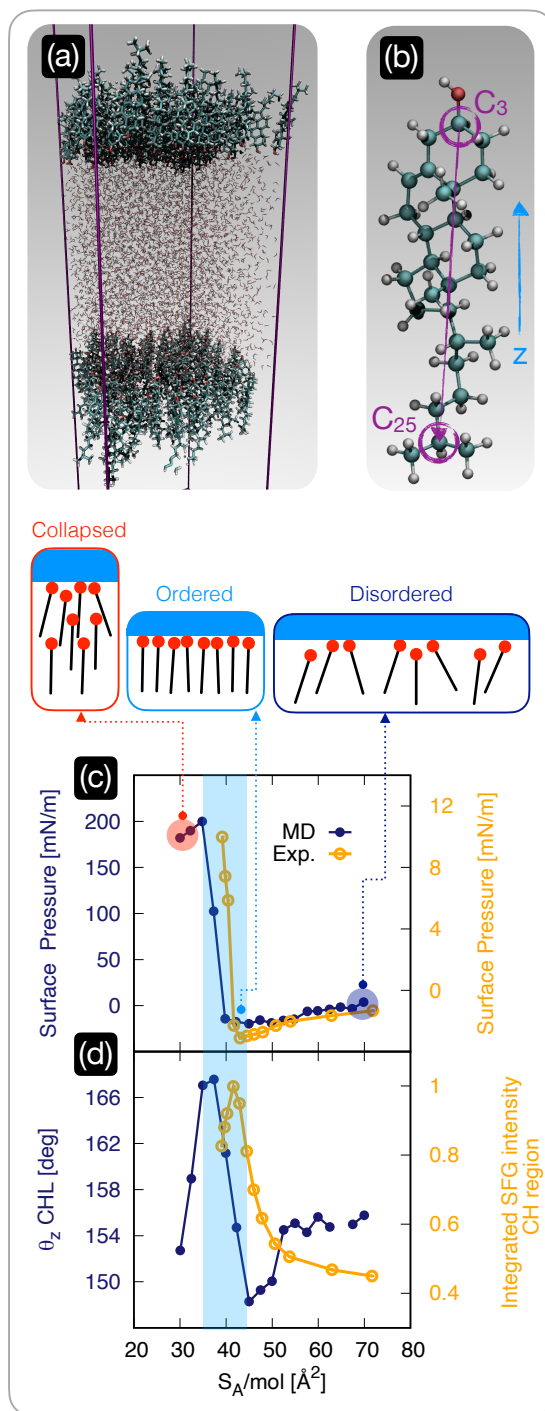 (a)
(b)
C3
z
C25
Collapsed
Ordered
Disordered
(c)
Surface Pressure [mN/m]
200
150
100
50
0
MD
Exp.
12
8
4
0
Surface Pressure [mN/m]
(d)
θz CHL [deg]
166
162
158
154
150
1
0.8
0.6
0.4
Integrated SFG intensity
CH region
20 30 40 50 60 70 80
SA/mol [Å2]